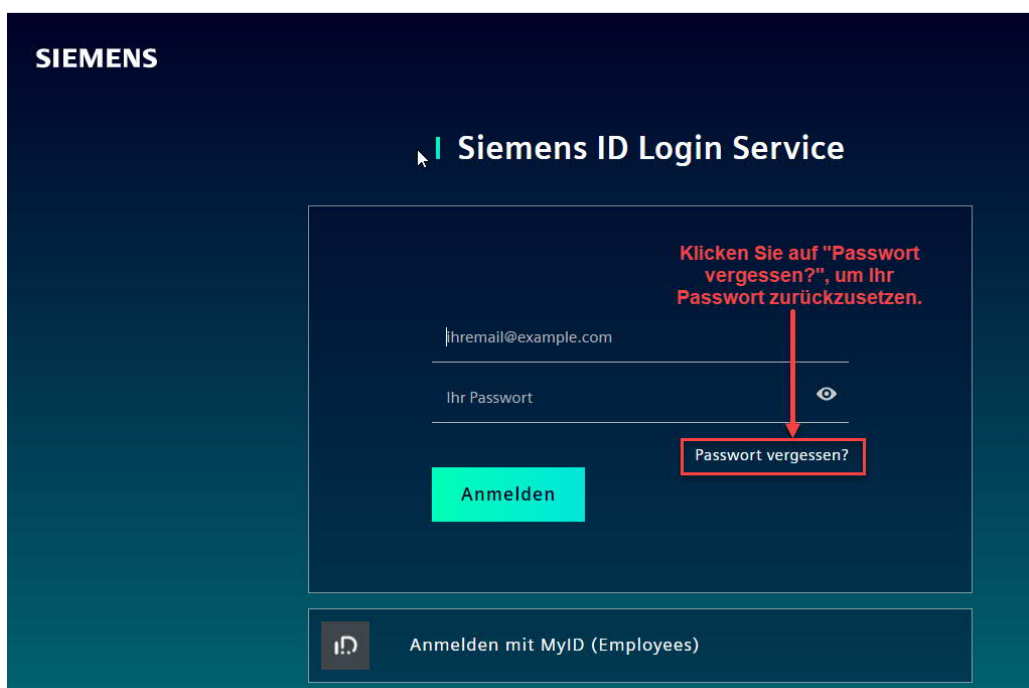 SIEMENS
Siemens ID Login Service
Klicken Sie auf "Passwort
vergessen?", um Ihr
Passwort zurückzusetzen.
ihremail@example.com
Ihr Passwort
Passwort vergessen?
Anmelden
Anmelden mit MyID (Employees)